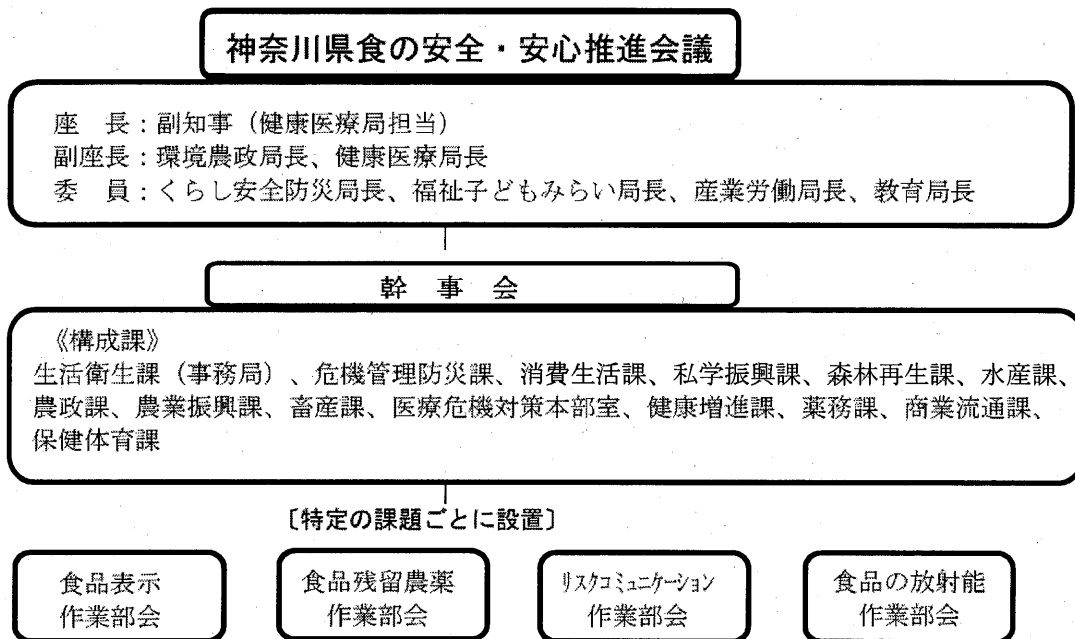 神奈川県食の安全・安心推進会議
座　長：副知事（健康医療局担当）
副座長：環境農政局長、健康医療局長
委　員：くらし安全防災局長、福祉子どもみらい局長、産業労働局長、教育局長
幹　事　会
《構成課》
生活衛生課（事務局）、危機管理防災課、消費生活課、私学振興課、森林再生課、水産課、
農政課、農業振興課、畜産課、医療危機対策本部室、健康増進課、薬務課、商業流通課、
保健体育課
〔特定の課題ごとに設置〕
食品表示
作業部会
食品残留農薬
作業部会
リスクコミュニケーション
作業部会
食品の放射能
作業部会